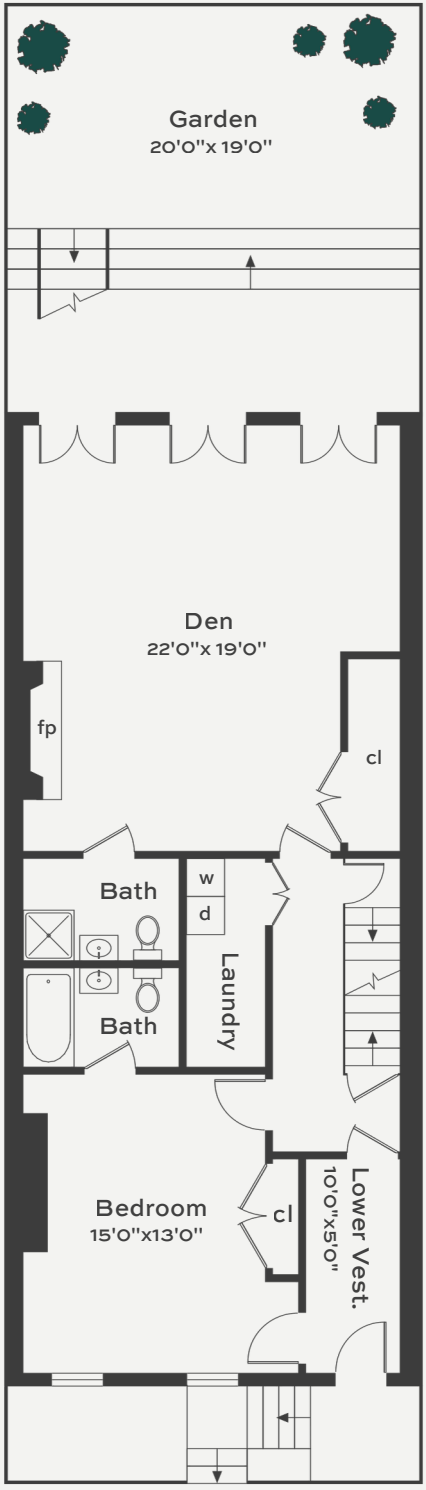 Garden
20'0"x 19'0"
Den
22'0"x 19'0"
fp
cl
Bath
w
d
Laundry
Bath
Bedroom
15'0"x13'0"
cl
Lower Vest.
10'0"x5'0"